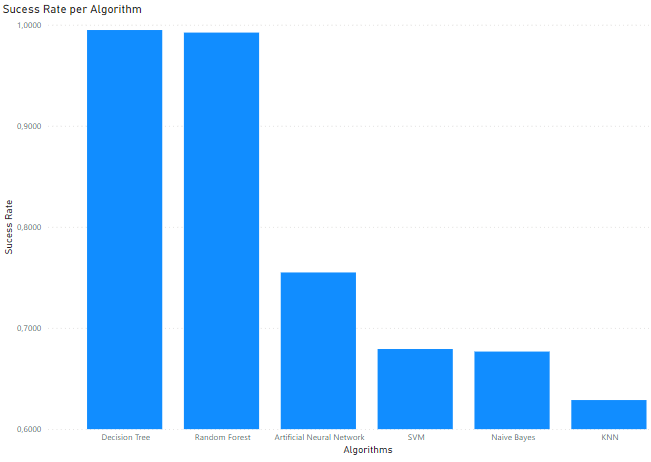 Sucess Rate per Algorithm
1,0000
0,9000
0,8000
0,7000
0,6000
Sucess Rate
Decision Tree
Random Forest
Artificial Neural Network
SVM
Naive Bayes
KNN
Algorithms